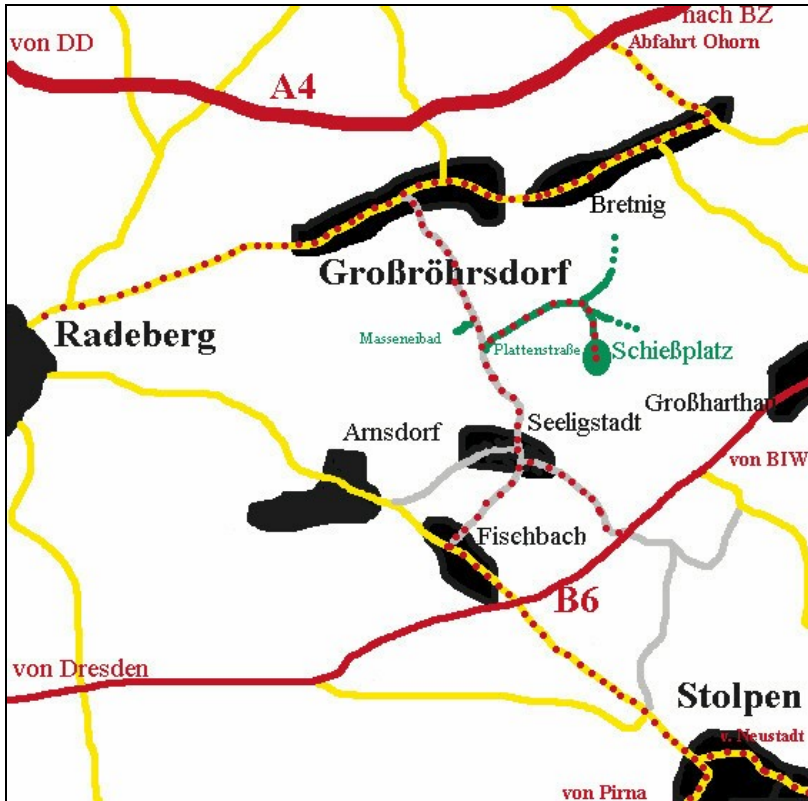 nach BZ
von DD
Abfahrt Ohorn
A4
Bretnig
Großröhrsdorf
Radeberg
Masseneibad
Plattenstraße
Schießplatz
Großharthau
Arnsdorf
Seeligstadt
von BIW
Fischbach
B6
von Dresden
Stolpen
v. Neustadt
von Pirna